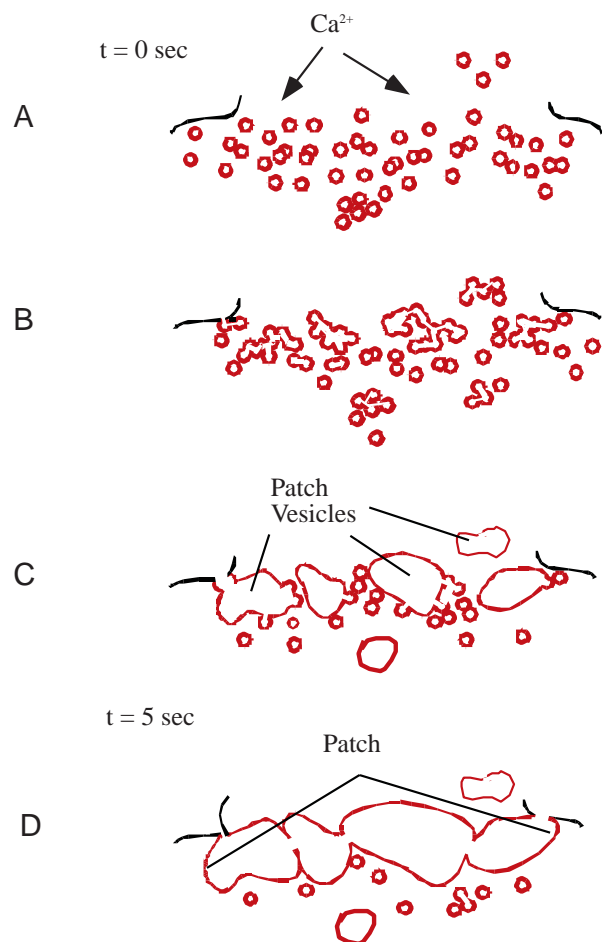 Ca²⁺
t = 0 sec
A
B
Patch
Vesicles
C
t = 5 sec
Patch
D